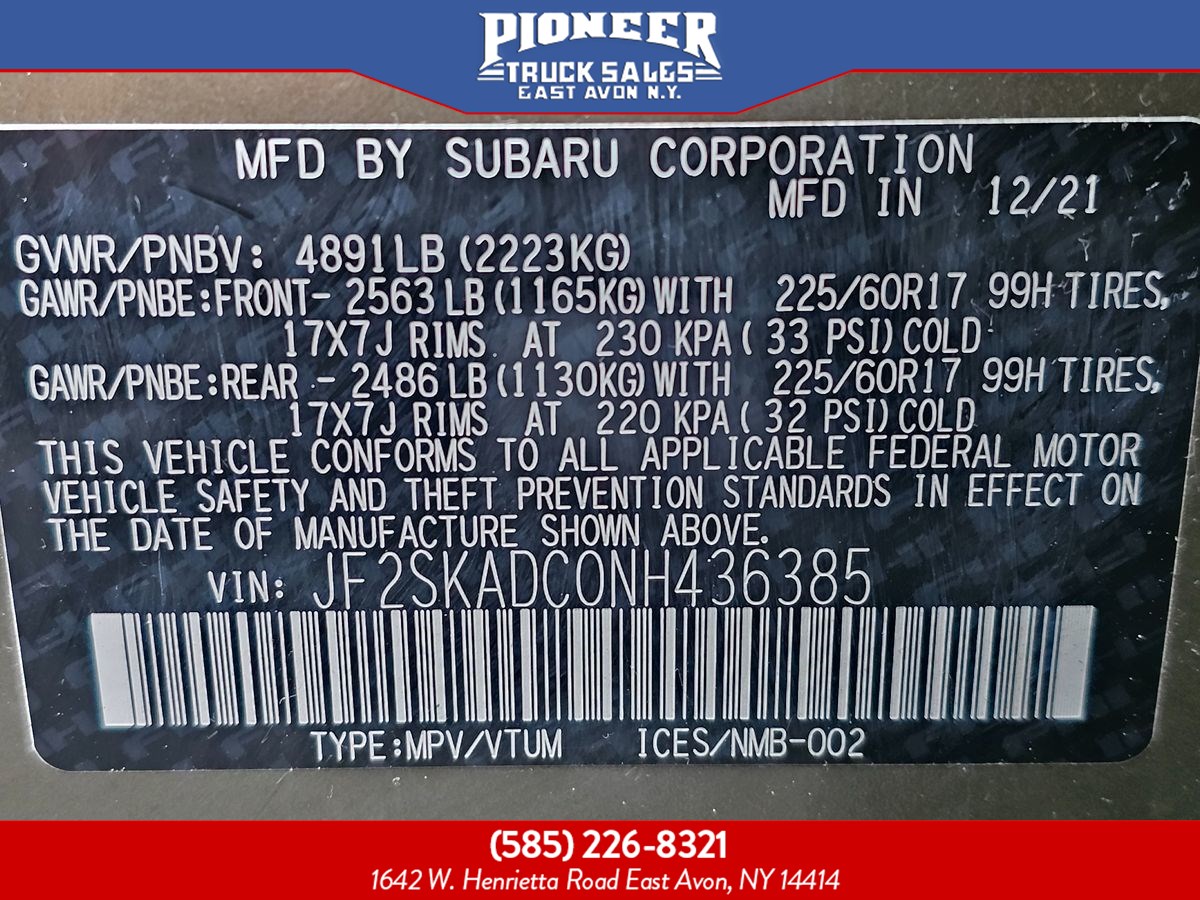 PIONEER
TRUCK SALES
EAST AVON N.Y.
MFD BY SUBARU CORPORATION
MFD IN 12/21
GVWR/PNBV: 4891LB (2223KG)
GAWR/PNBE:FRONT- 2563 LB (1165KG) WITH 225/60R17 99H TIRES,
17X7J RIMS. AT 230 KPA ( 33 PSI) COLD
GAWR/PNBE:REAR - 2486 LB (1130KG) WITH 225/60R17 99H TIRES,
17X7J RIMS AT 220 KPA ( 32 PSI) COLD
THIS VEHICLE CONFORMS TO ALL APPLICABLE FEDERAL MOTOR
VEHICLE SAFETY AND THEFT PREVENTION STANDARDS IN EFFECT ON
THE DATE OF MANUFACTURE SHOWN ABOVE.
VIN: JF2SKADC0NH436385
TYPE:MPV/VTUM ICES/NMB-002
(585) 226-8321
1642 W. Henrietta Road East Avon, NY 14414